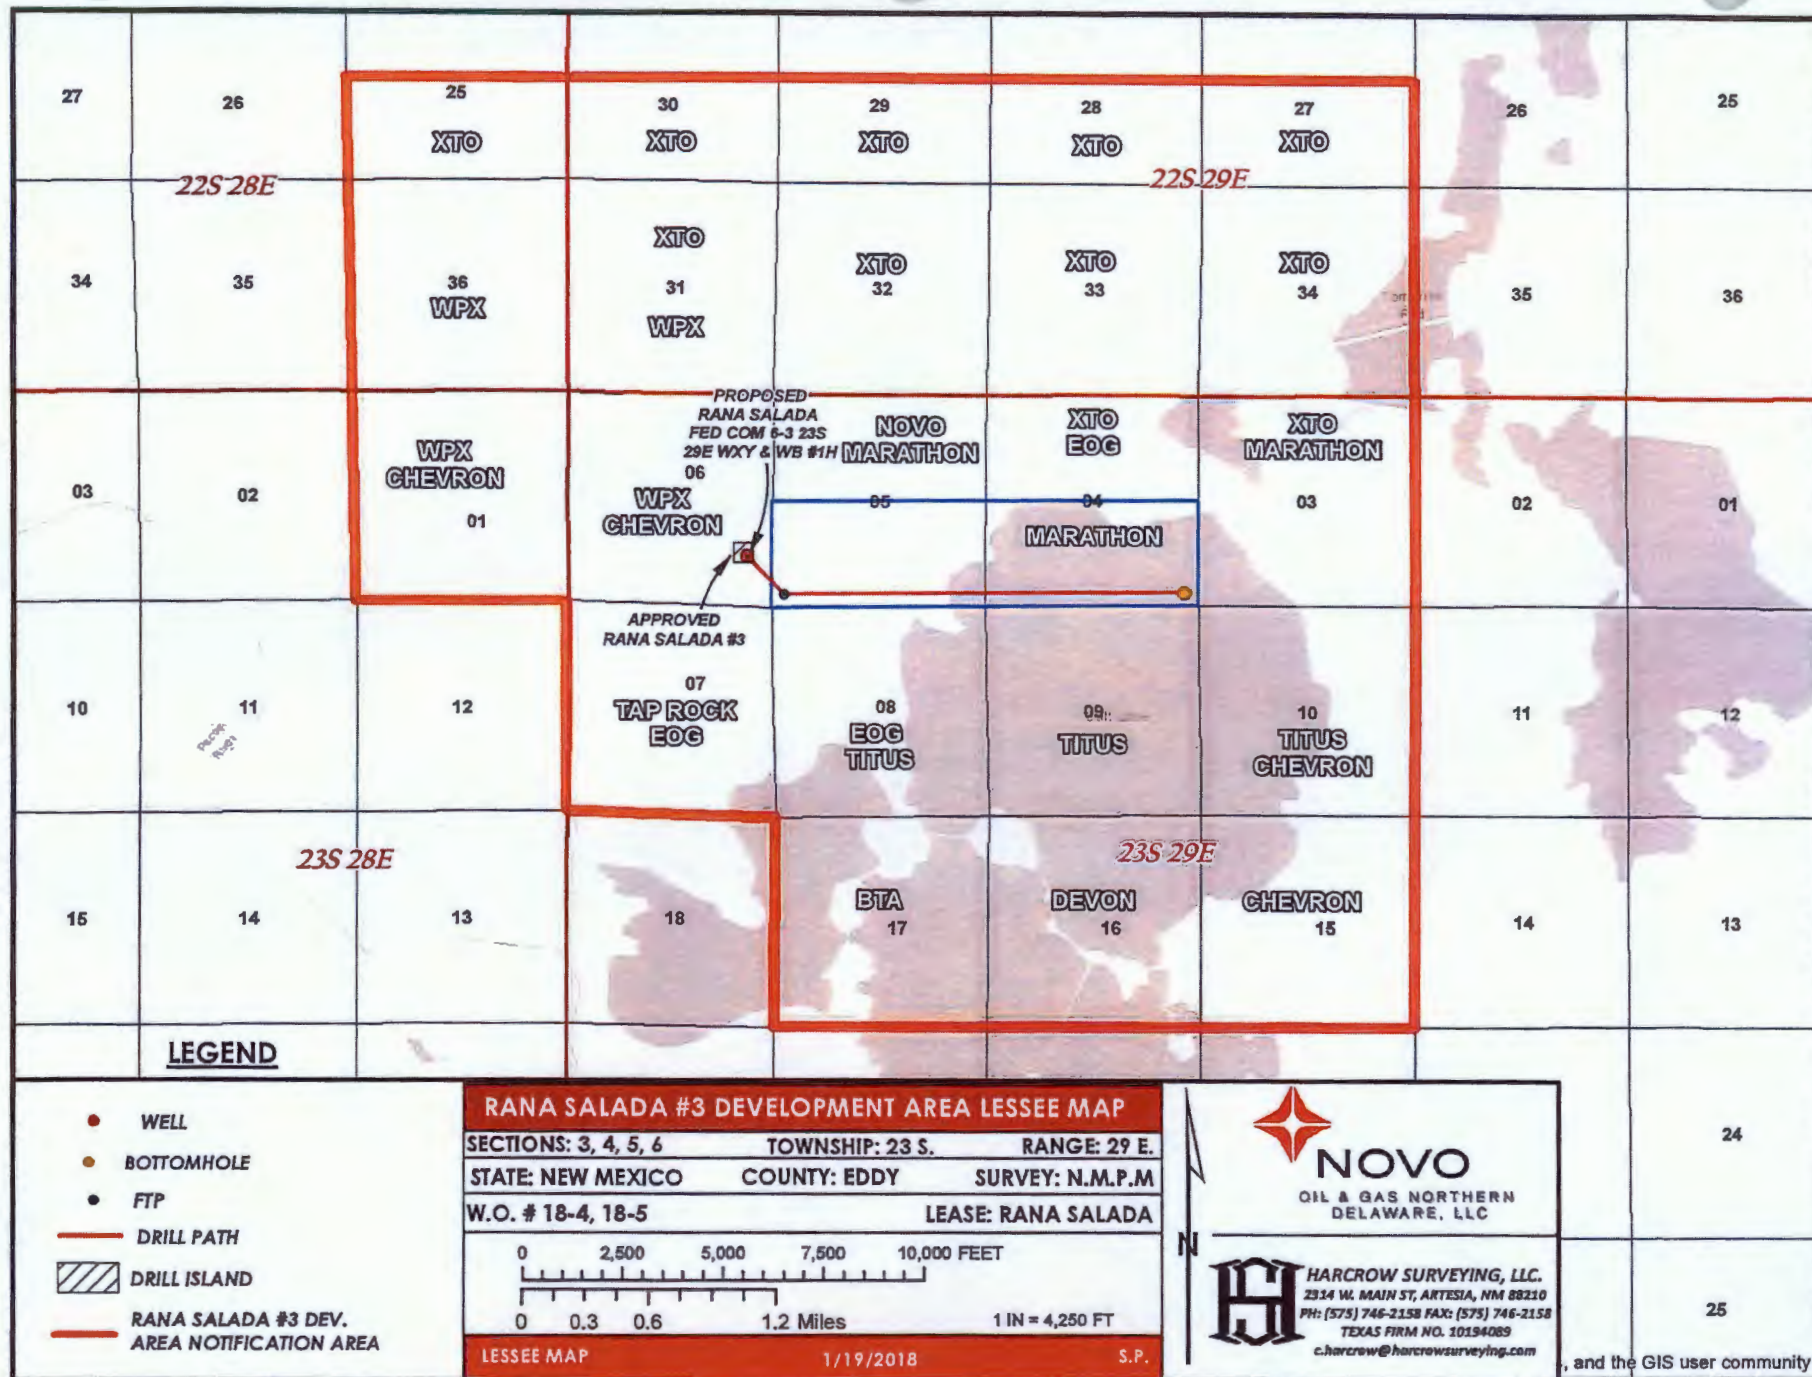 27
26
25
30
29
28
27
26
25
XTO
XTO
XTO
XTO
XTO
22S 28E
22S 29E
34
35
36
WPX
XTO
31
WPX
XTO
32
XTO
33
XTO
34
35
36
PROPOSED
RANA SALADA
FED COM 6-3 23S
29E WXY & WB #1H
03
02
WPX
CHEVRON
01
06
WPX
CHEVRON
NOVO
MARATHON
05
XTO
EOG
04
MARATHON
XTO
MARATHON
03
02
01
APPROVED
RANA SALADA #3
10
11
12
07
TAP ROCK
EOG
08
EOG
TITUS
09
TITUS
10
TITUS
CHEVRON
11
12
23S 28E
23S 29E
15
14
13
18
BTA
17
DEVON
16
CHEVRON
15
14
13
24
25
LEGEND
WELL
BOTTOMHOLE
FTP
DRILL PATH
DRILL ISLAND
RANA SALADA #3 DEV.
AREA NOTIFICATION AREA
RANA SALADA #3 DEVELOPMENT AREA LESSEE MAP
SECTIONS: 3, 4, 5, 6 TOWNSHIP: 23 S. RANGE: 29 E.
STATE: NEW MEXICO COUNTY: EDDY SURVEY: N.M.P.M
W.O. # 18-4, 18-5 LEASE: RANA SALADA
0 2,500 5,000 7,500 10,000 FEET
0 0.3 0.6 1.2 Miles 1 IN = 4,250 FT
LESSEE MAP 1/19/2018 S.P.
N
NOVO
OIL & GAS NORTHERN
DELAWARE, LLC
HARCROW SURVEYING, LLC.
2314 W. MAIN ST, ARTESIA, NM 88210
PH: (575) 746-2158 FAX: (575) 746-2158
TEXAS FIRM NO. 10194089
c.harcrow@harcrowsurveying.com
, and the GIS user community